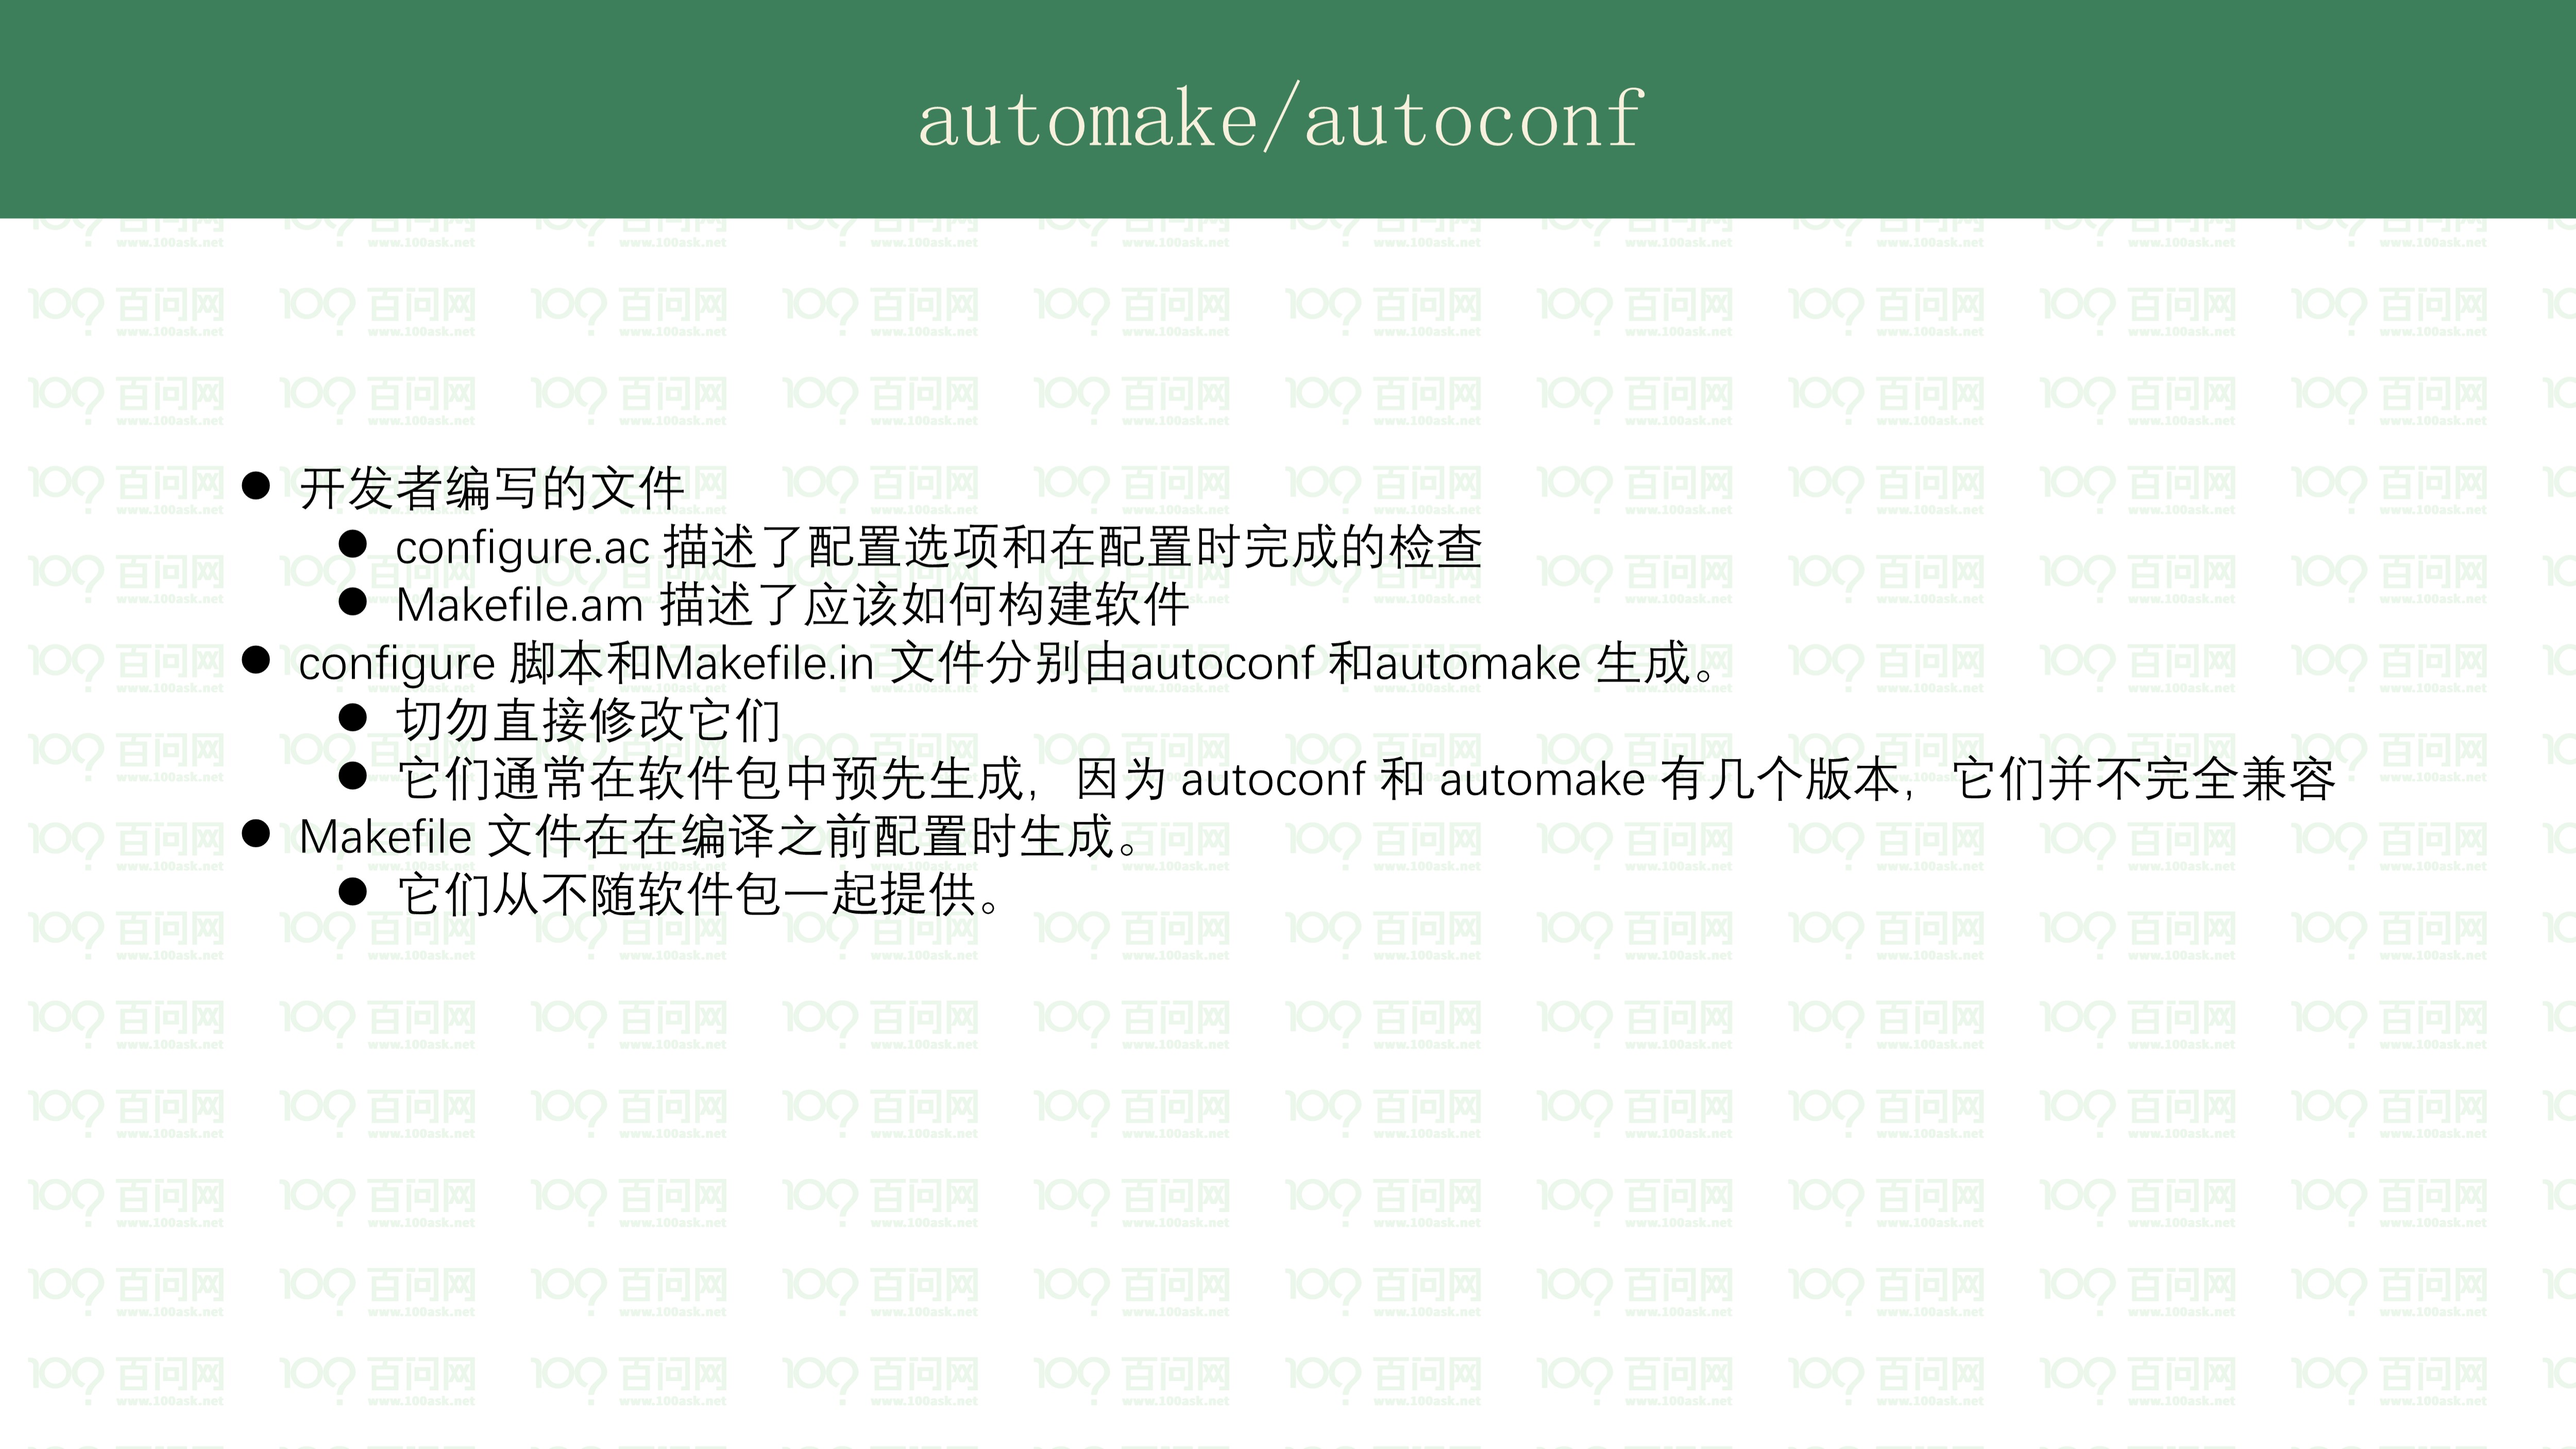 automake/autoconf
● 开发者编写的文件
● configure.ac 描述了配置选项和在配置时完成的检查
● Makefile.am 描述了应该如何构建软件
● configure 脚本和Makefile.in 文件分别由autoconf 和automake 生成。
● 切勿直接修改它们
● 它们通常在软件包中预先生成，因为 autoconf 和 automake 有几个版本，它们并不完全兼容
● Makefile 文件在在编译之前配置时生成。
● 它们从不随软件包一起提供。
百问网
www.100ask.net